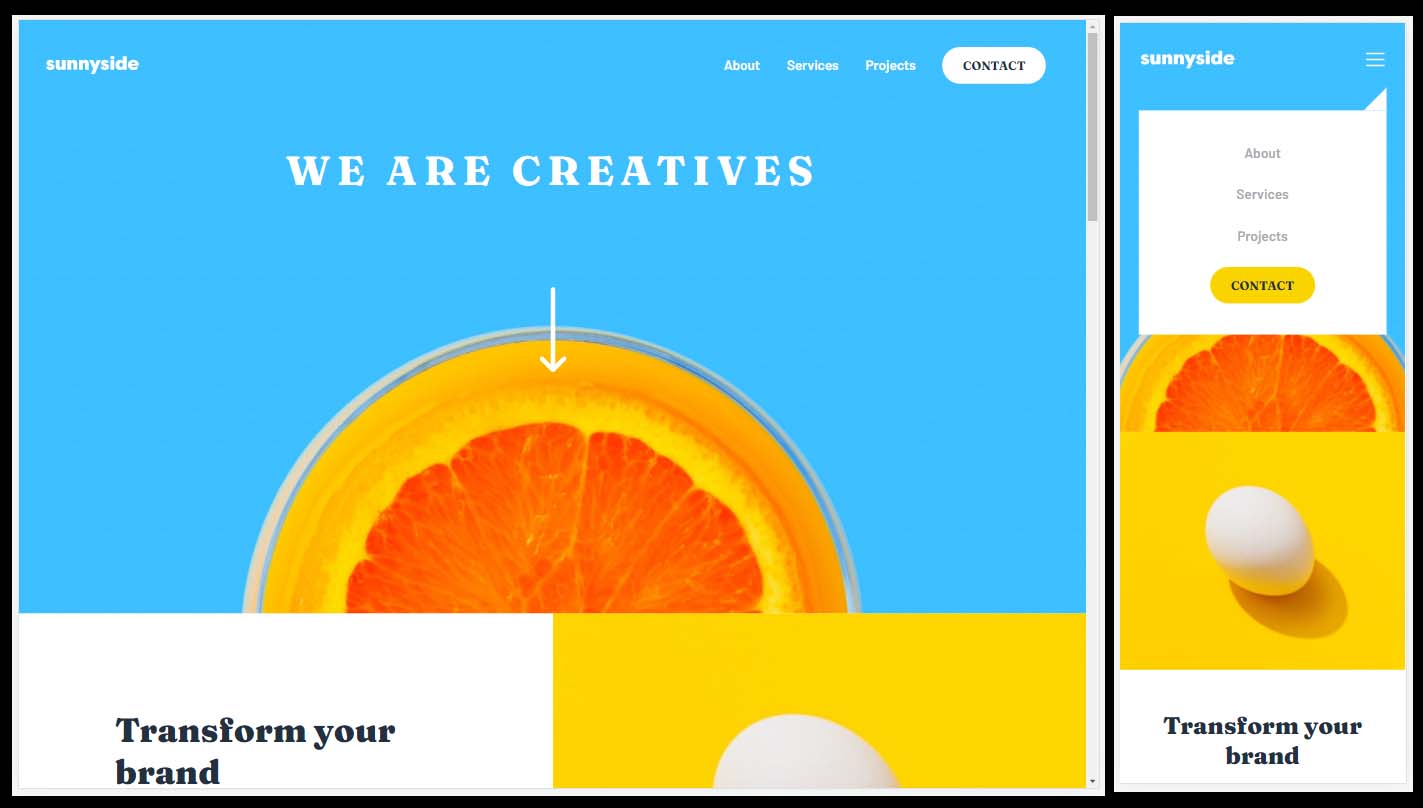 sunnyside
About Services Projects CONTACT
WE ARE CREATIVES
Transform your
brand
sunnyside
About
Services
Projects
CONTACT
Transform your
brand